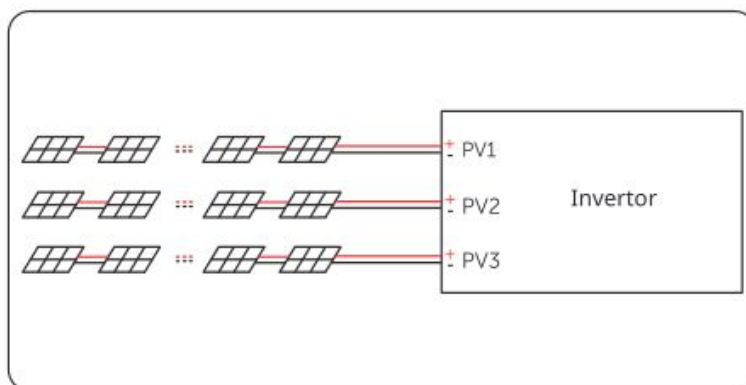 + PV1
-
+ PV2
-
+ PV3
-
Invertor